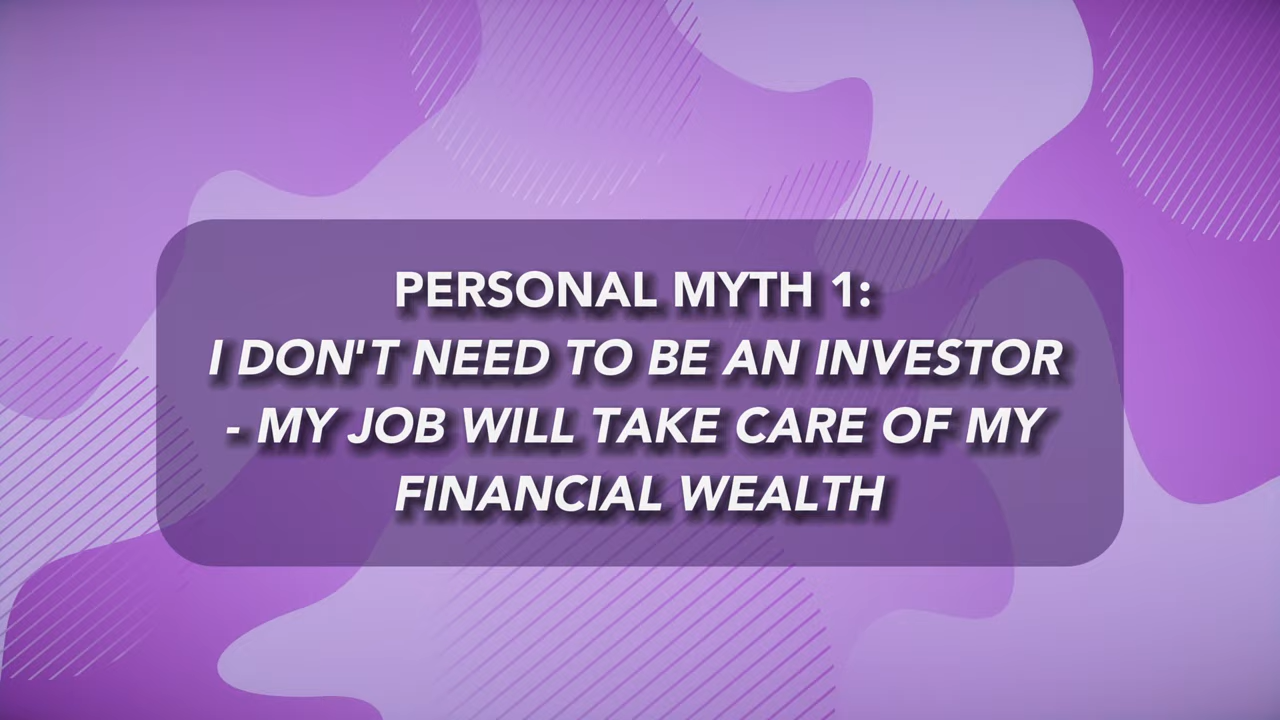 PERSONAL MYTH 1:
I DON'T NEED TO BE AN INVESTOR
- MY JOB WILL TAKE CARE OF MY
FINANCIAL WEALTH